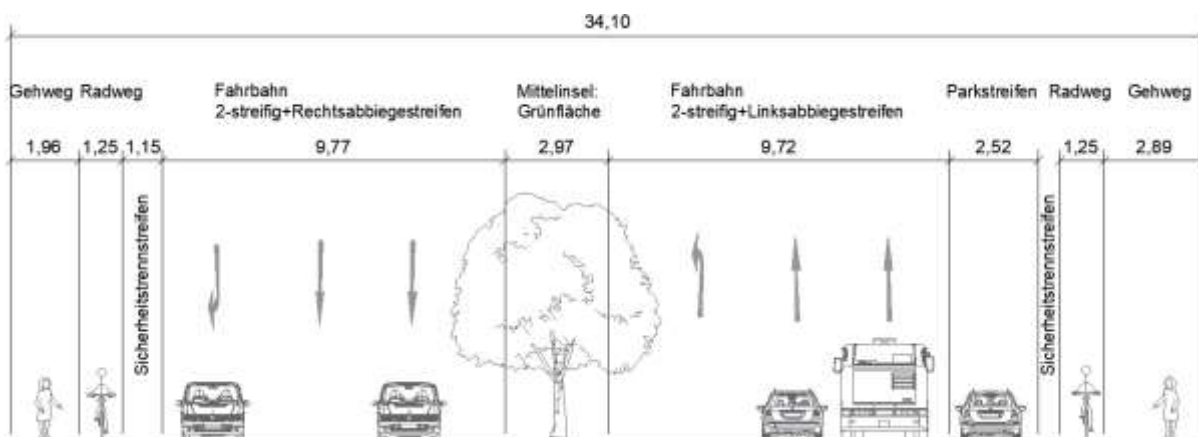 34,10
Gehweg Radweg Fahrbahn Mittelinsel: Fahrbahn Parkstreifen Radweg Gehweg
2-streifig+Rechtsabbiegestreifen Grünfläche 2-streifig+Linksabbiegestreifen
1,96 1,25 1,15 9,77 2,97 9,72 2,52 1,25 2,89
Sicherheitstrennstreifen
Sicherheitstrennstreifen